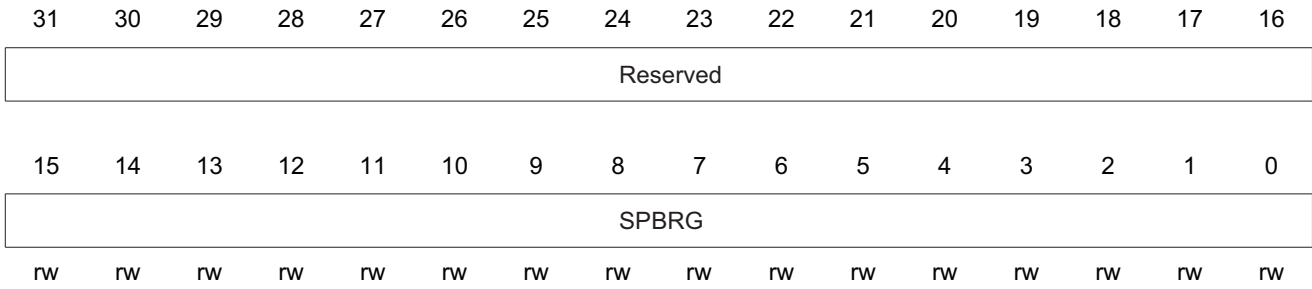 31 30 29 28 27 26 25 24 23 22 21 20 19 18 17 16
Reserved
15 14 13 12 11 10 9 8 7 6 5 4 3 2 1 0
SPBRG
rw rw rw rw rw rw rw rw rw rw rw rw rw rw rw rw